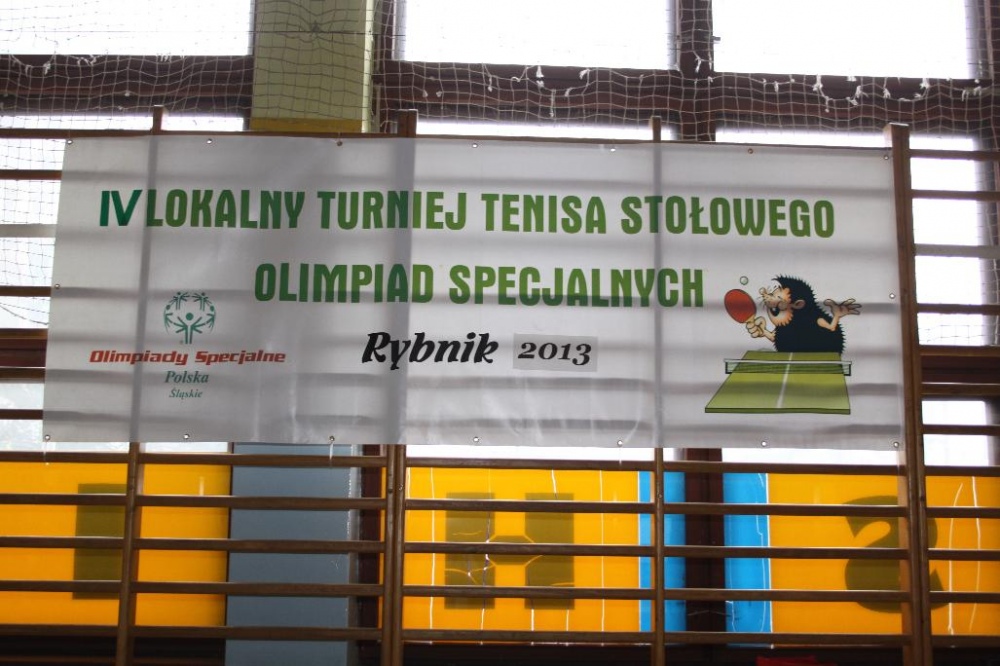 IV LOKALNY TURNIEJ TENISA STOŁOWEGO
OLIMPIAD SPECJALNYCH
Rybnik 2013
Olimpiady Specjalne
Polska
Śląskie